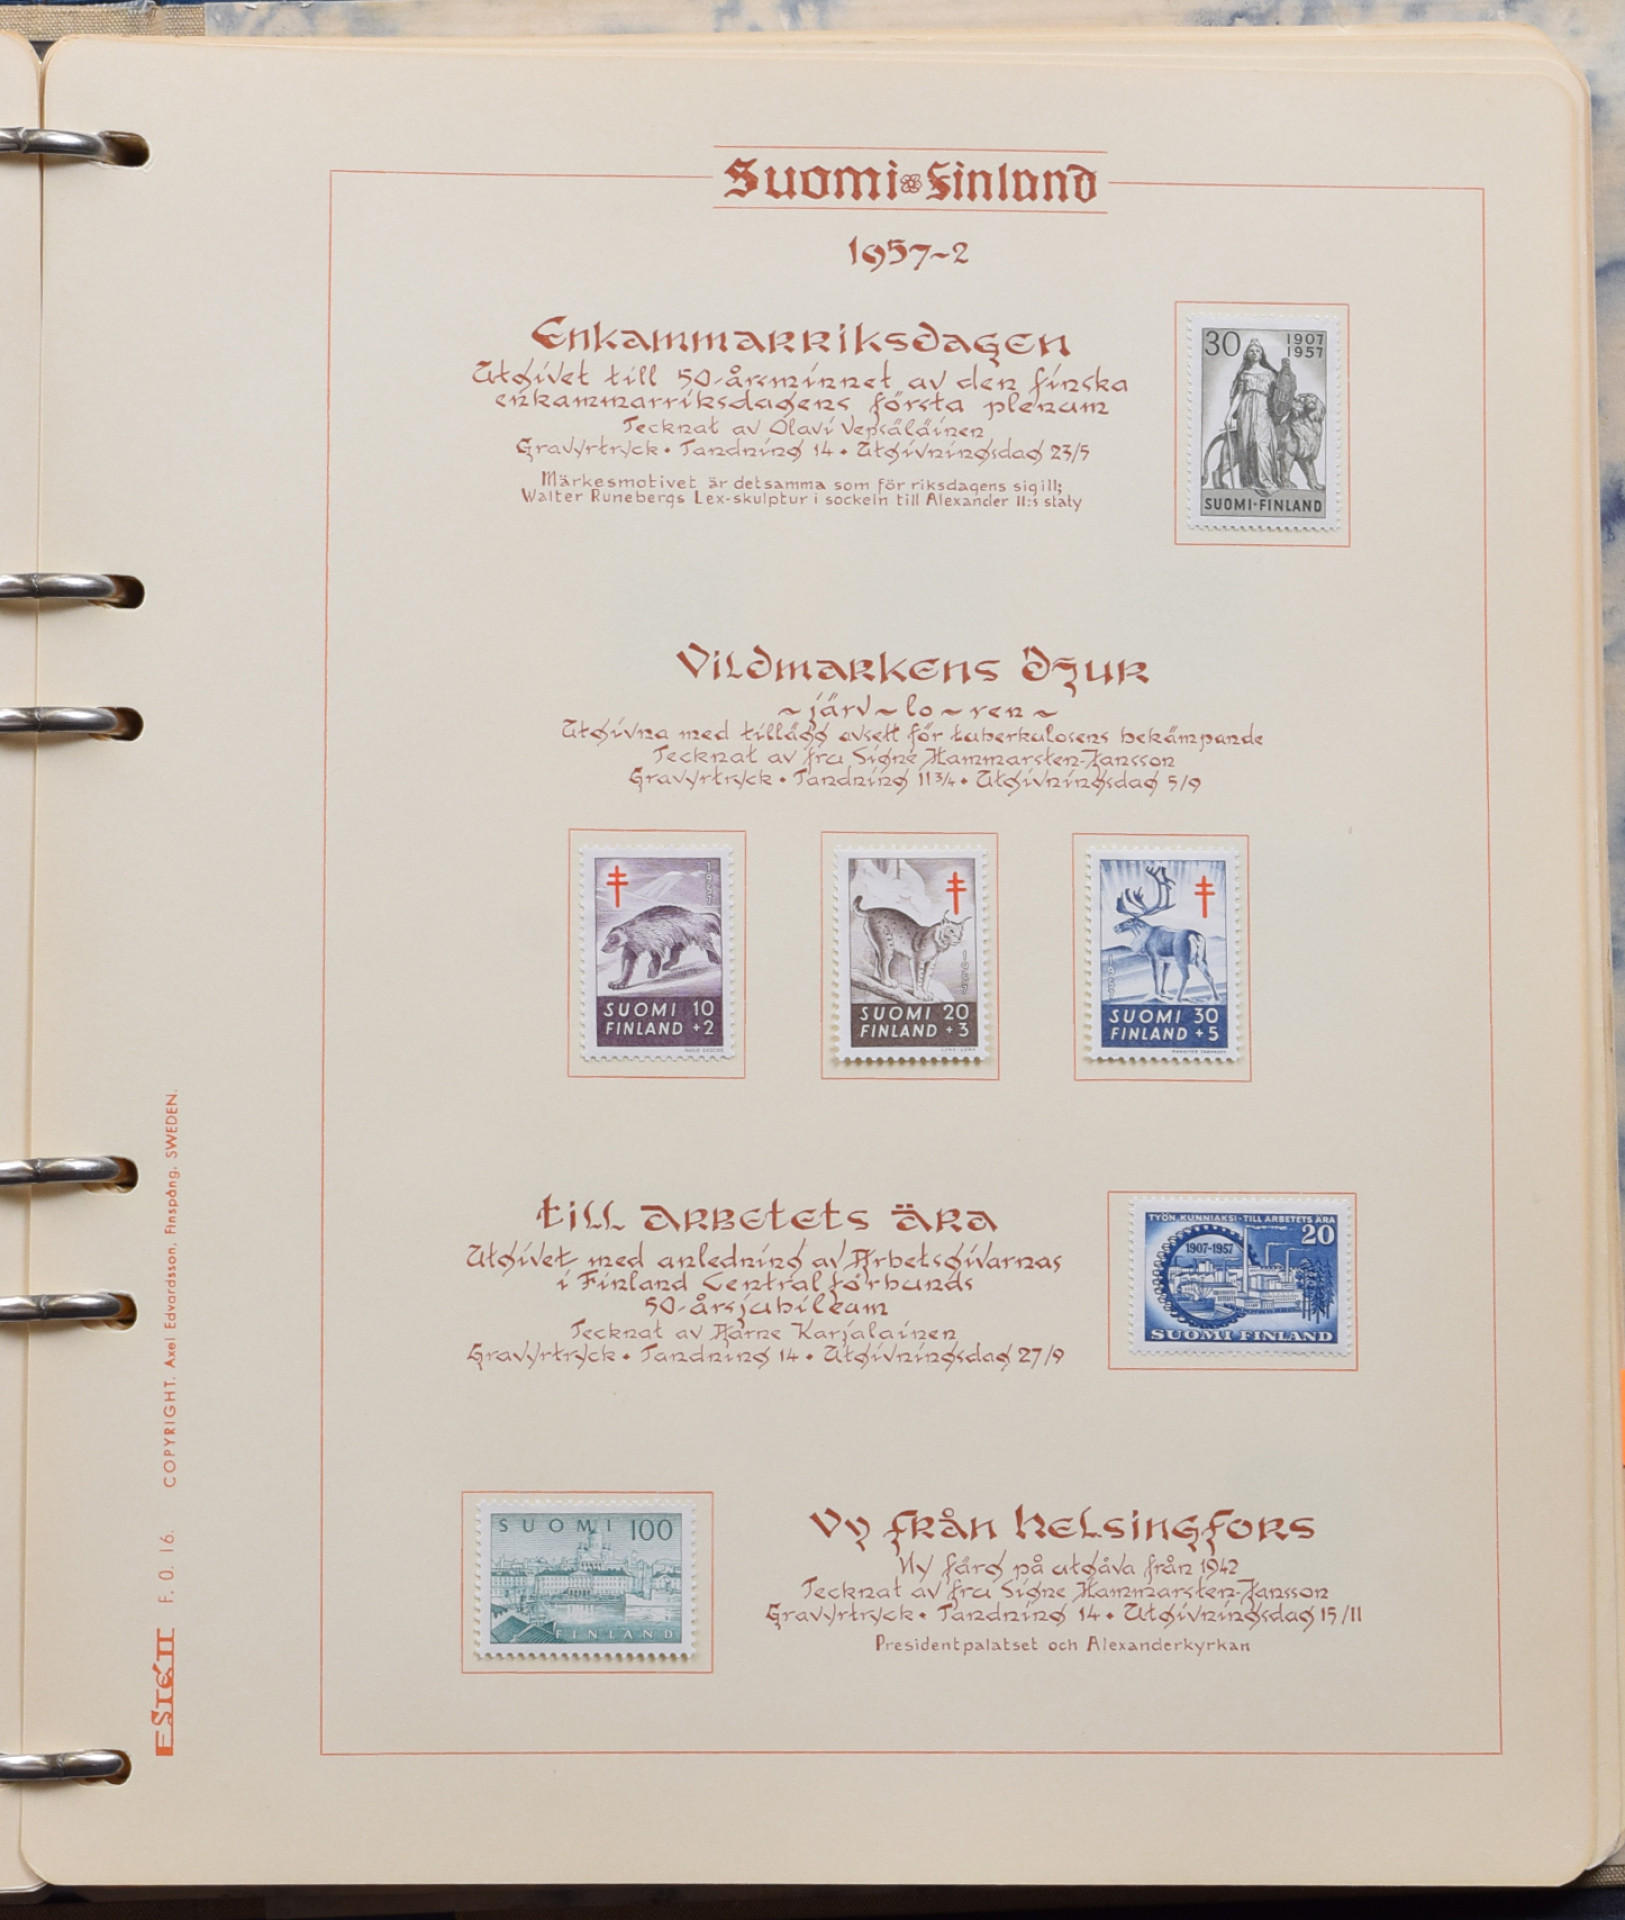 Suomi Finland
1957-2
Enkammarriksdagen
Utgivet till 50-årsminnet av den finska
enkammarriksdagens första plenum
Tecknat av Olavi Vepsäläinen
Gravyrtryck • Tandning 14 • Utgivningsdag 23/5
Märkesmotivet är detsamma som för riksdagens sigill;
Walter Runebergs Lex-skulptur i sockeln till Alexander II:s staty
30 1907
1957
SUOMI-FINLAND
Vildmarkens djur
~ järv ~ lo ~ ren ~
Utgivna med tillägg avsett för tuberkulosens bekämpande
Tecknat av fru Signe Hammarsten-Jansson
Gravyrtryck • Tandning 11 3/4 • Utgivningsdag 5/9
1957
SUOMI 10
FINLAND +2
1957
SUOMI 20
FINLAND +3
1957
SUOMI 30
FINLAND +5
till arbetets ära
Utgivet med anledning av Arbetsgivarnas
i Finland Centralförbunds
50-årsjubileum
Tecknat av Aarne Karjalainen
Gravyrtryck • Tandning 14 • Utgivningsdag 27/9
TYÖN KUNNIAKSI - TILL ARBETETS ÄRA
20
1907-1957
SUOMI FINLAND
SUOMI 100
FINLAND
Vy från Helsingfors
Ny färg på utgåva från 1942
Tecknat av fru Signe Hammarsten-Jansson
Gravyrtryck • Tandning 14 • Utgivningsdag 15/11
Presidentpalatset och Alexanderkyrkan
ESTETT F. 0. 16. COPYRIGHT. Axel Edvardsson, Finspång. SWEDEN.